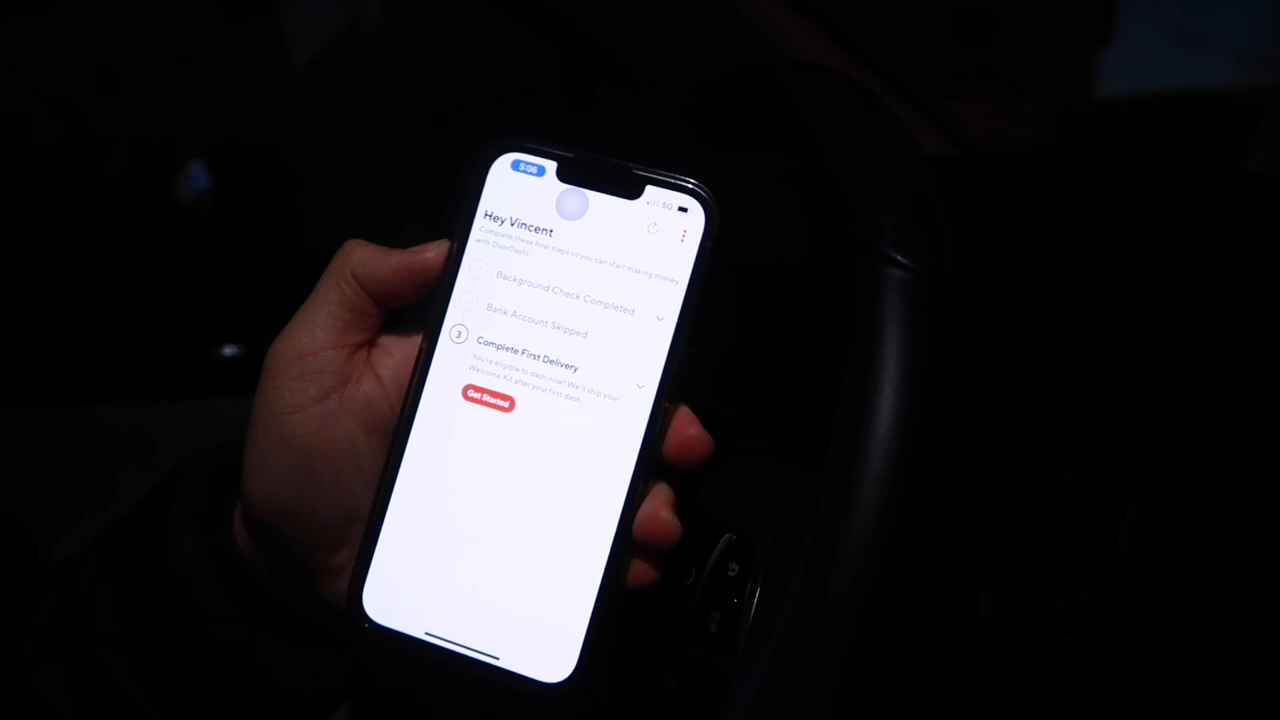 5:06
5G
Hey Vincent
Complete these final steps so you can start making money
with DoorDash!
Background Check Completed
Bank Account Skipped
3
Complete First Delivery
You're eligible to dash now! We'll ship your
Welcome Kit after your first dash.
Get Started